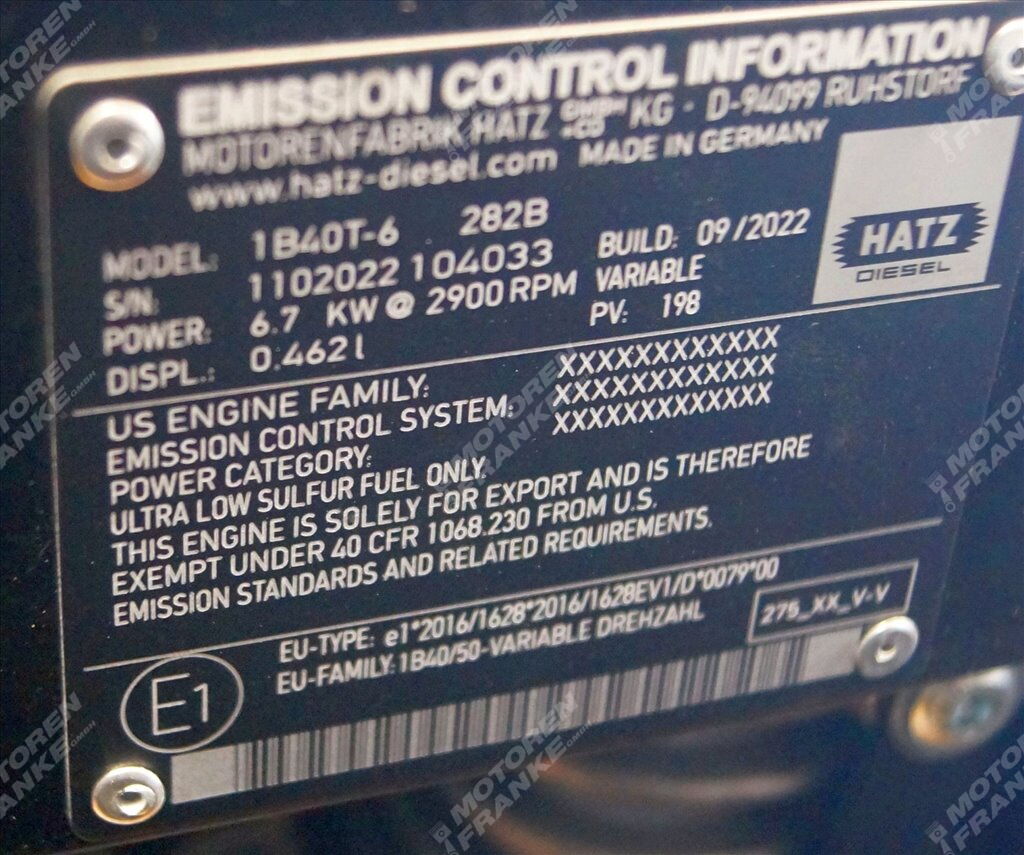 EMISSION CONTROL INFORMATION
MOTORENFABRIK HATZ GMBH +CO KG · D-94099 RUHSTORF
www.hatz-diesel.com MADE IN GERMANY
MODEL: 1B40T-6 282B
S/N: 1102022104033 BUILD: 09/2022
POWER: 6.7 KW @ 2900 RPM VARIABLE
DISPL.: 0.462 l PV: 198
HATZ
DIESEL
US ENGINE FAMILY: XXXXXXXXXXXX
EMISSION CONTROL SYSTEM: XXXXXXXXXXXX
POWER CATEGORY: XXXXXXXXXXXX
ULTRA LOW SULFUR FUEL ONLY.
THIS ENGINE IS SOLELY FOR EXPORT AND IS THEREFORE
EXEMPT UNDER 40 CFR 1068.230 FROM U.S.
EMISSION STANDARDS AND RELATED REQUIREMENTS.
EU-TYPE: e1*2016/1628*2016/1628EV1/D*0079*00
EU-FAMILY: 1B40/50-VARIABLE DREHZAHL
275_XX_V-V
E1
MOTOREN
FRANKE GMBH